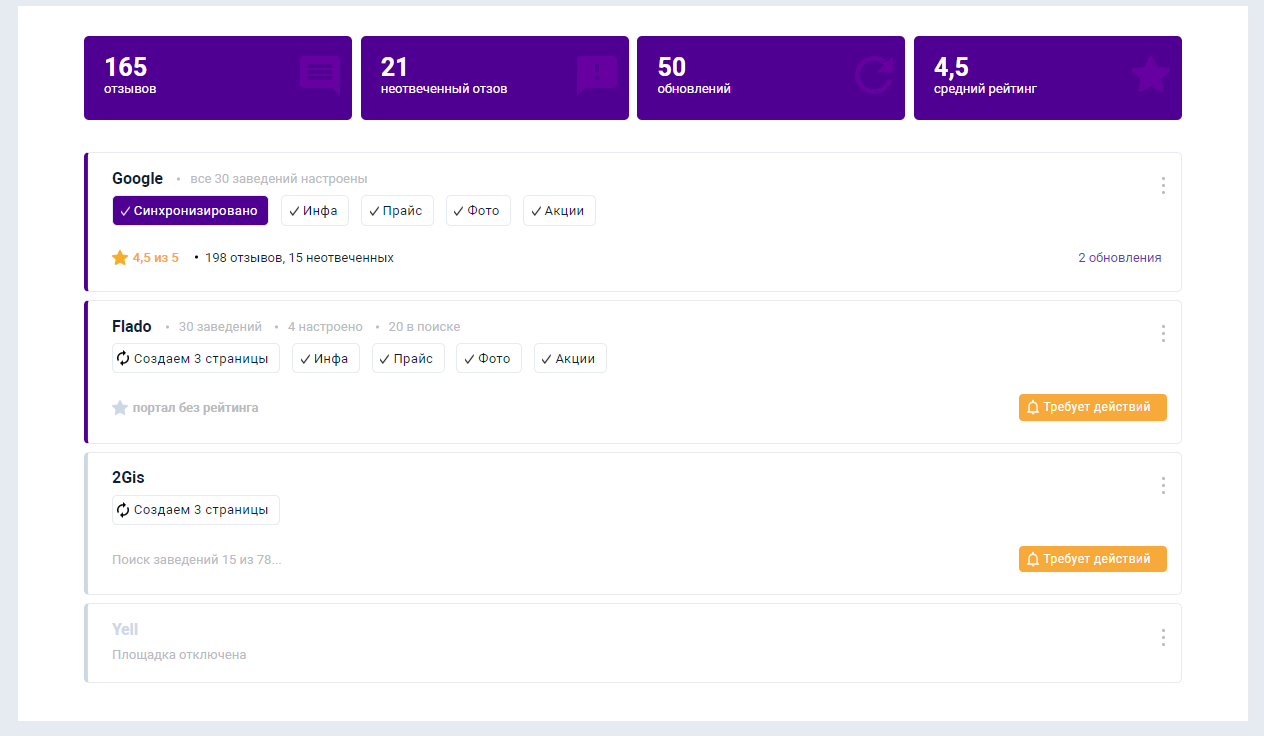 165
отзывов
21
неотвеченный отзов
50
обновлений
4,5
средний рейтинг
Google • все 30 заведений настроены
Синхронизировано Инфа Прайс Фото Акции
4,5 из 5 • 198 отзывов, 15 неотвеченных 2 обновления
Flado • 30 заведений • 4 настроено • 20 в поиске
Создаем 3 страницы Инфа Прайс Фото Акции
портал без рейтинга Требует действий
2Gis
Создаем 3 страницы
Поиск заведений 15 из 78... Требует действий
Yell
Площадка отключена